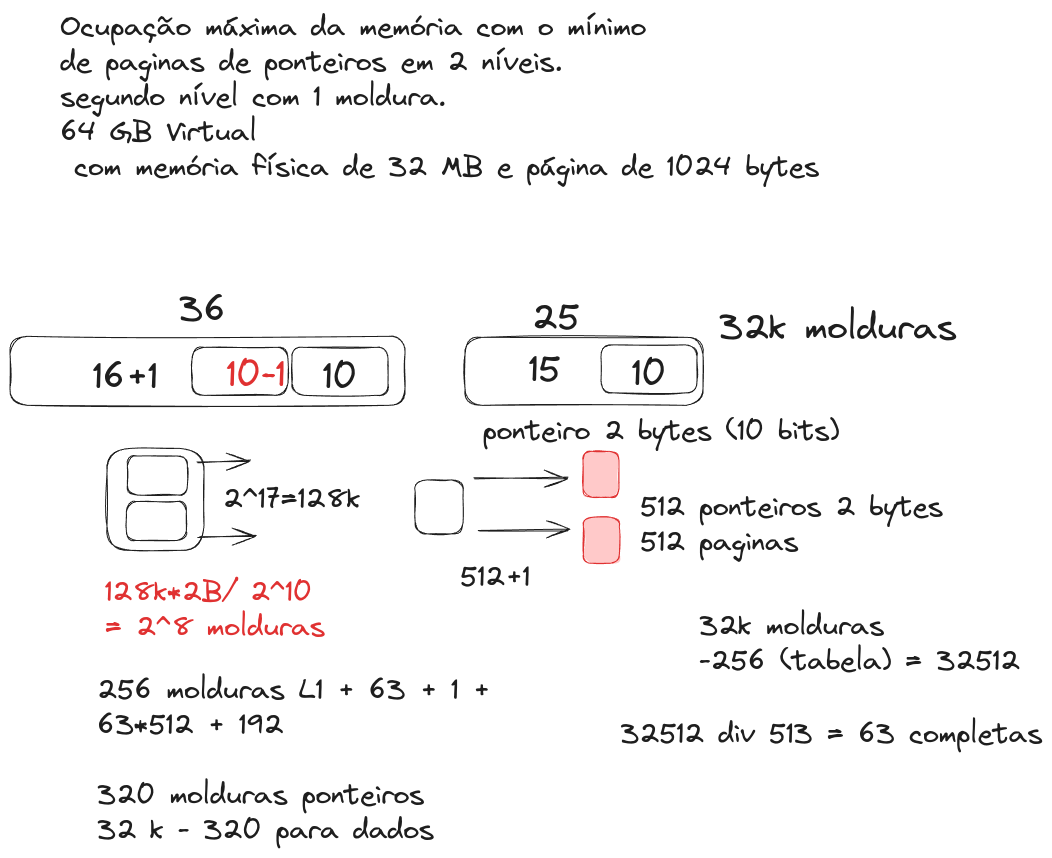 Ocupação máxima da memória com o mínimo
de paginas de ponteiros em 2 níveis.
segundo nível com 1 moldura.
64 GB Virtual
com memória física de 32 MB e página de 1024 bytes
36
16+1 10-1 10
25
15 10
32k molduras
ponteiro 2 bytes (10 bits)
2^17=128k
512+1
512 ponteiros 2 bytes
512 paginas
128k*2B/ 2^10
= 2^8 molduras
32k molduras
-256 (tabela) = 32512
256 molduras L1 + 63 + 1 +
63*512 + 192
32512 div 513 = 63 completas
320 molduras ponteiros
32 k - 320 para dados